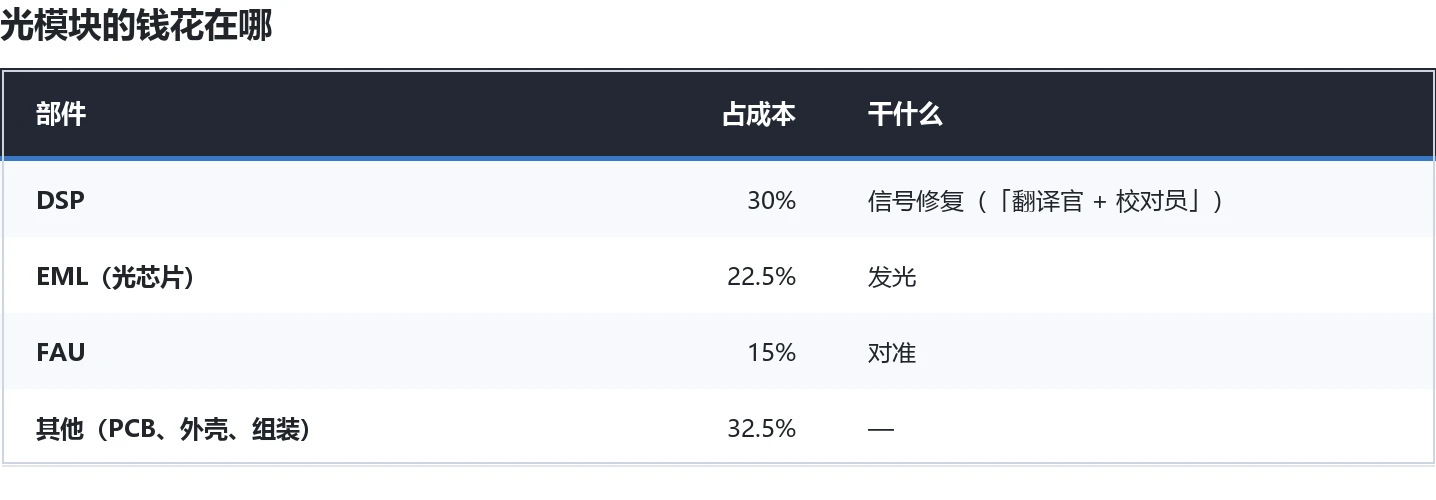 光模块的钱花在哪
部件 占成本 干什么
DSP 30% 信号修复（「翻译官 + 校对员」）
EML（光芯片） 22.5% 发光
FAU 15% 对准
其他（PCB、外壳、组装） 32.5% —